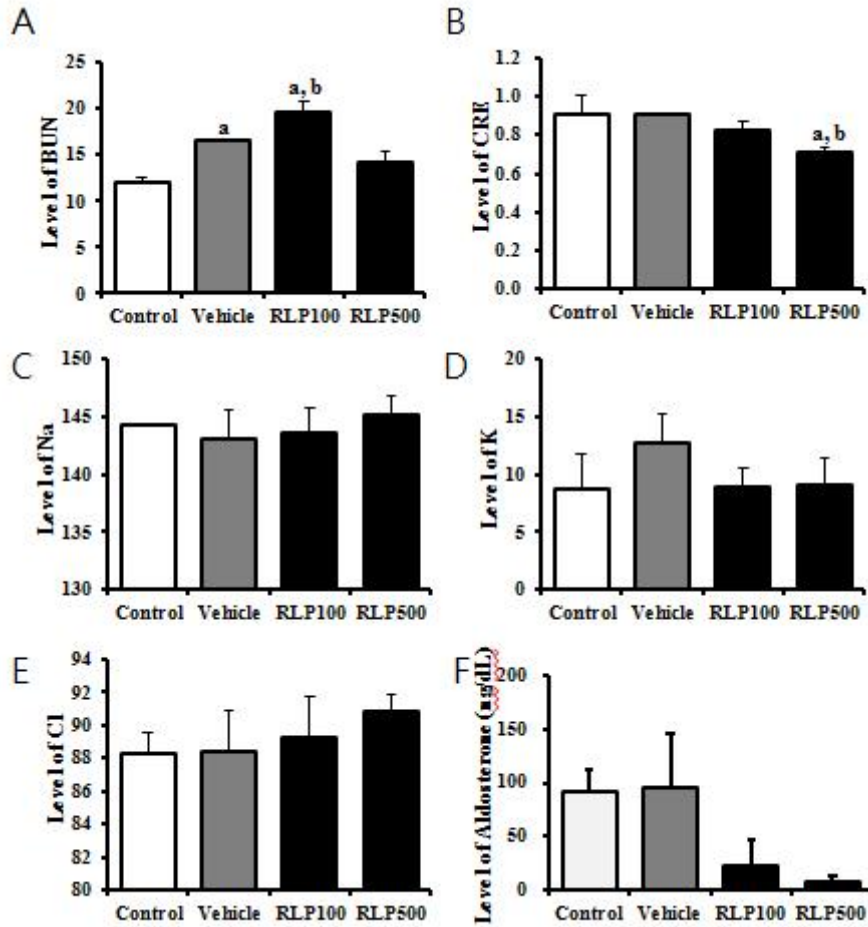 A
Level of BUN
25
20
15
10
5
0
a
a, b
Control Vehicle RLP100 RLP500
B
Level of CRE
1.2
1.0
0.8
0.6
0.4
0.2
0.0
a, b
Control Vehicle RLP100 RLP500
C
Level of Na
150
145
140
135
130
Control Vehicle RLP100 RLP500
D
Level of K
20
15
10
5
0
Control Vehicle RLP100 RLP500
E
Level of Cl
94
92
90
88
86
84
82
80
Control Vehicle RLP100 RLP500
F
Level of Aldosterone (ng/dL)
200
150
100
50
0
Control Vehicle RLP100 RLP500